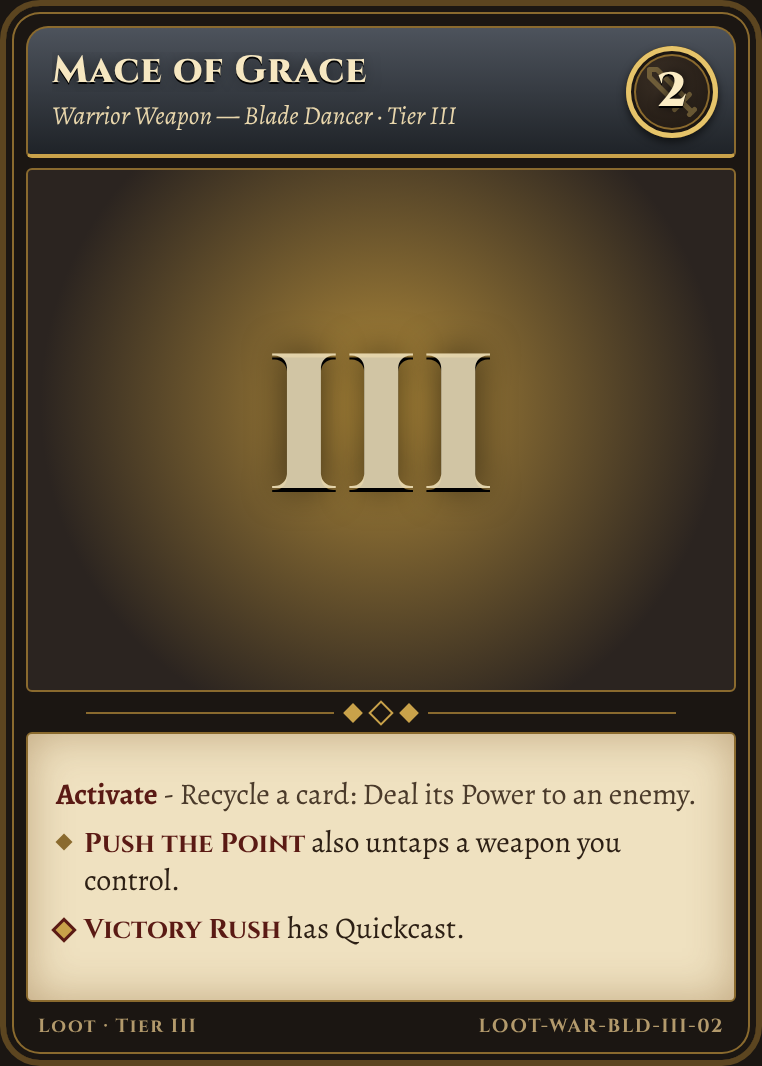 Mace of Grace
Warrior Weapon — Blade Dancer · Tier III
2
III
Activate - Recycle a card: Deal its Power to an enemy.
Push the Point also untaps a weapon you
control.
Victory Rush has Quickcast.
Loot · Tier III
LOOT-WAR-BLD-III-02